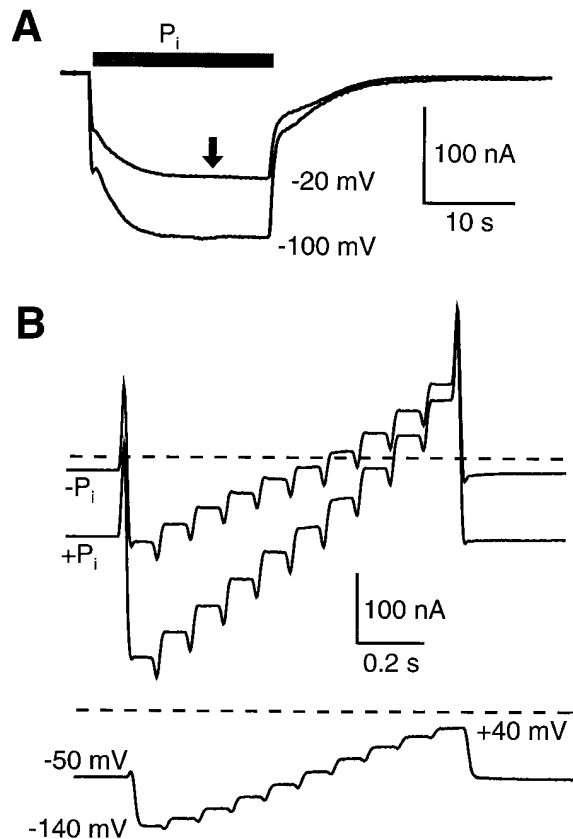 A
Pi
-20 mV
100 nA
-100 mV
10 s
B
-Pi
+Pi
100 nA
0.2 s
+40 mV
-50 mV
-140 mV